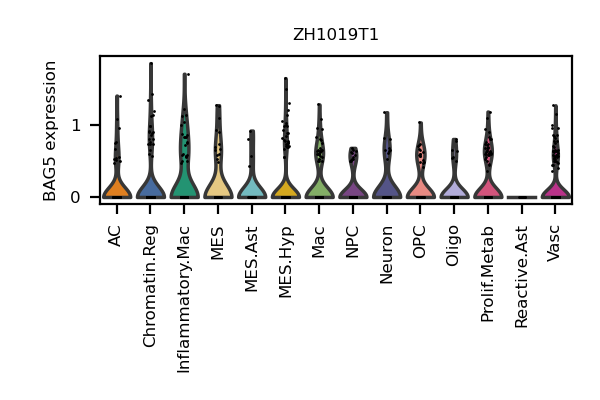 ZH1019T1
BAG5 expression
1
0
AC
Chromatin.Reg
Inflammatory.Mac
MES
MES.Ast
MES.Hyp
Mac
NPC
Neuron
OPC
Oligo
Prolif.Metab
Reactive.Ast
Vasc